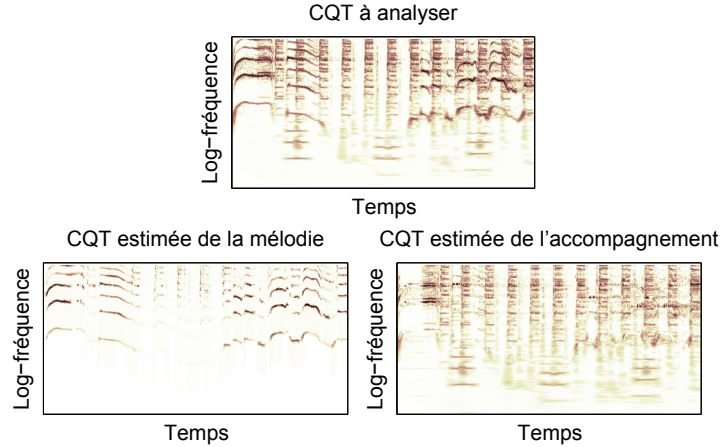 CQT à analyser
Log−fréquence
Temps
CQT estimée de la mélodie
CQT estimée de l'accompagnement
Log−fréquence
Log−fréquence
Temps
Temps